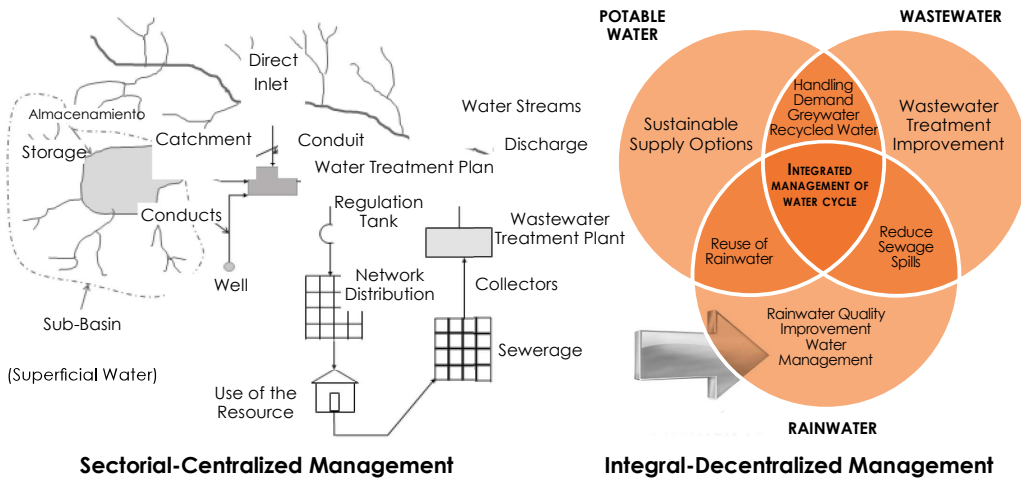 Direct
Inlet
Almacenamiento
Storage
Catchment
Conduit
Water Streams
Discharge
Water Treatment Plan
Conducts
Regulation
Tank
Wastewater
Treatment Plant
Well
Network
Distribution
Collectors
Sub-Basin
Sewerage
(Superficial Water)
Use of the
Resource
Sectorial-Centralized Management
POTABLE
WATER
WASTEWATER
Handling
Demand
Greywater
Recycled Water
Sustainable
Supply Options
Wastewater
Treatment
Improvement
INTEGRATED
MANAGEMENT OF
WATER CYCLE
Reuse of
Rainwater
Reduce
Sewage
Spills
Rainwater Quality
Improvement
Water
Management
RAINWATER
Integral-Decentralized Management